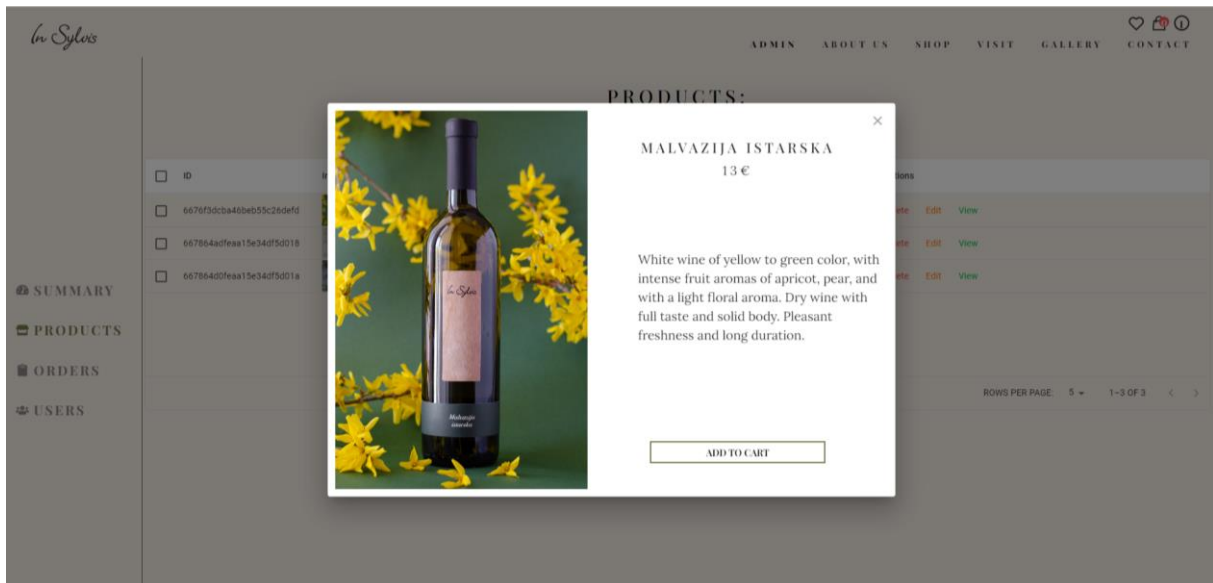 In Sylvis
ADMIN ABOUT US SHOP VISIT GALLERY CONTACT
PRODUCTS:
ID
6676f3dcba46beb55c26defd
Edit View
667864adfeaa15e34df5d018
Edit View
667864d0feaa15e34df5d01a
Edit View
SUMMARY
PRODUCTS
ORDERS
USERS
ROWS PER PAGE: 5 1-3 OF 3
In Sylvis
Malvazija
istarska
×
MALVAZIJA ISTARSKA
13 €
White wine of yellow to green color, with
intense fruit aromas of apricot, pear, and
with a light floral aroma. Dry wine with
full taste and solid body. Pleasant
freshness and long duration.
ADD TO CART